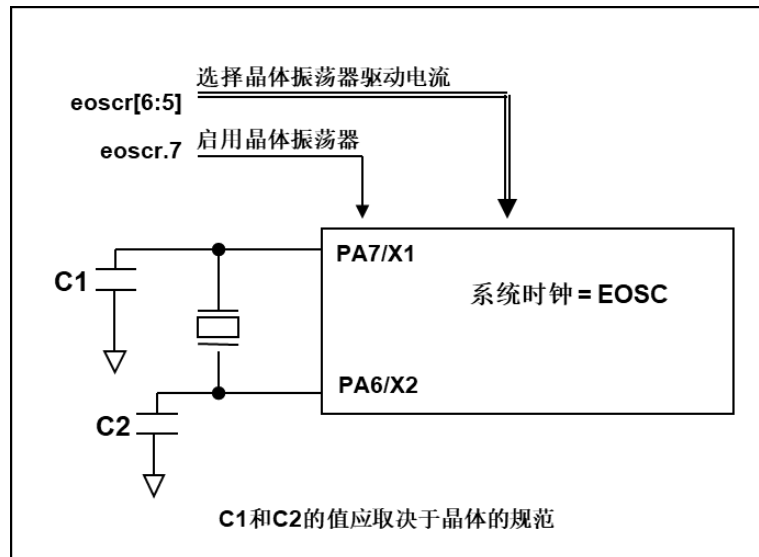 选择晶体振荡器驱动电流
eoscr[6:5]
启用晶体振荡器
eoscr.7
PA7/X1
C1
系统时钟 = EOSC
PA6/X2
C2
C1和C2的值应取决于晶体的规范